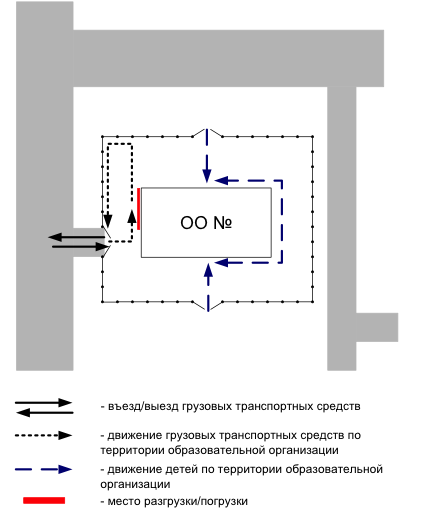 ОО №
- въезд/выезд грузовых транспортных средств
- движение грузовых транспортных средств по
территории образовательной организации
- движение детей по территории образовательной
организации
- место разгрузки/погрузки